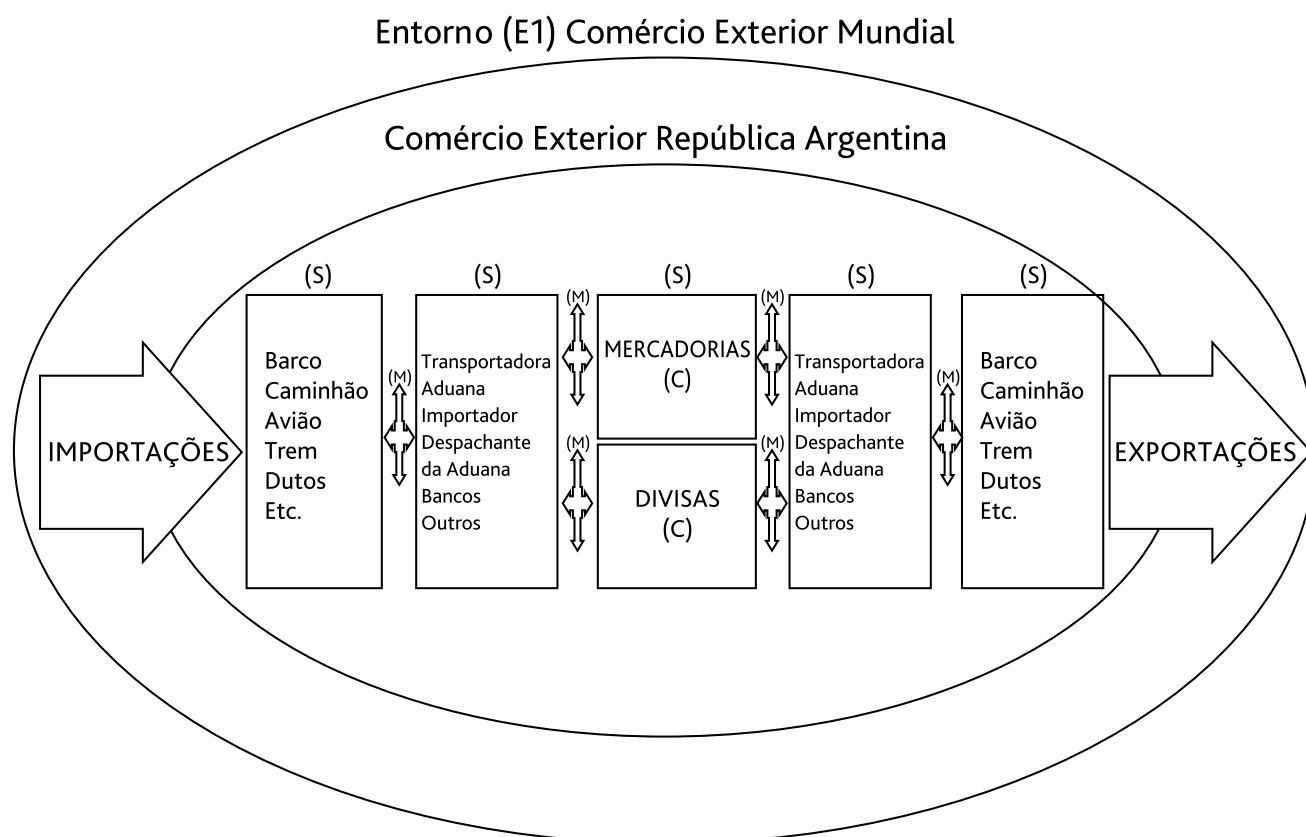 Entorno (E1) Comércio Exterior Mundial
Comércio Exterior República Argentina
IMPORTAÇÕES
(S)
Barco
Caminhão
Avião
Trem
Dutos
Etc.
(M)
(S)
Transportadora
Aduana
Importador
Despachante
da Aduana
Bancos
Outros
(M)
(M)
(S)
MERCADORIAS
(C)
DIVISAS
(C)
(M)
(M)
(S)
Transportadora
Aduana
Importador
Despachante
da Aduana
Bancos
Outros
(M)
(S)
Barco
Caminhão
Avião
Trem
Dutos
Etc.
EXPORTAÇÕES